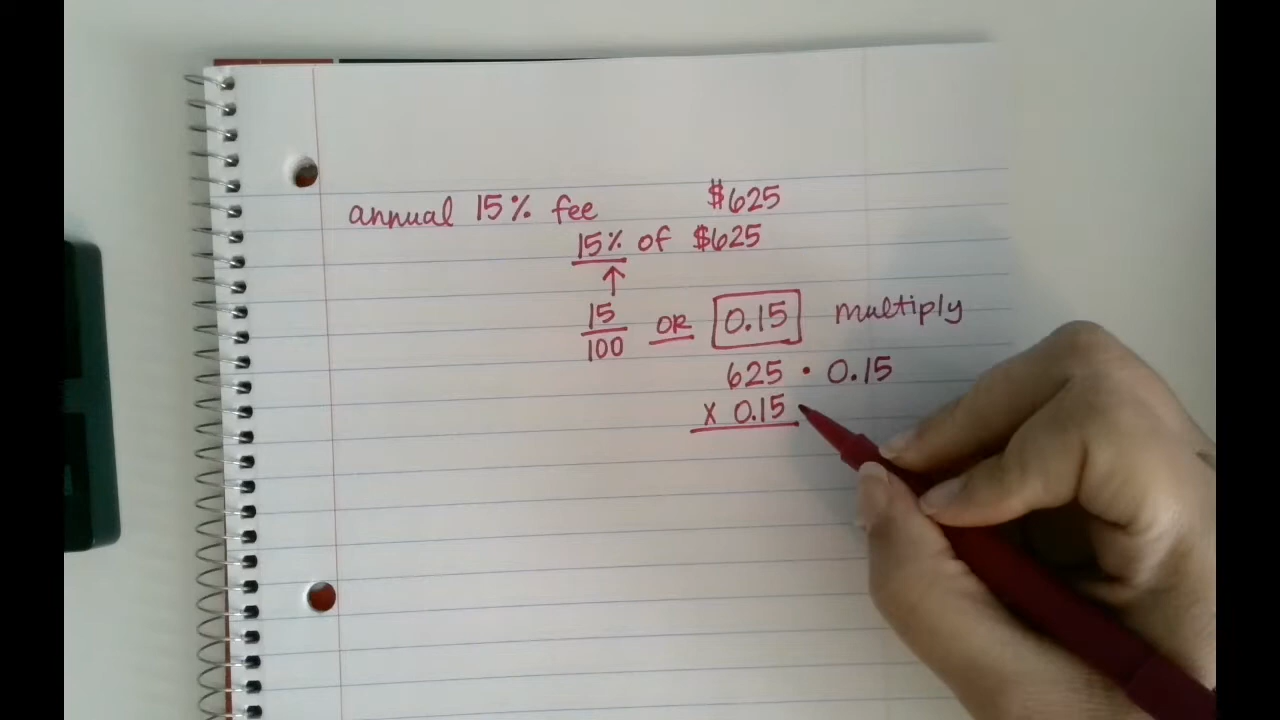 annual 15% fee $625
15% of $625
↑
15/100 OR 0.15 multiply
625 · 0.15
x 0.15